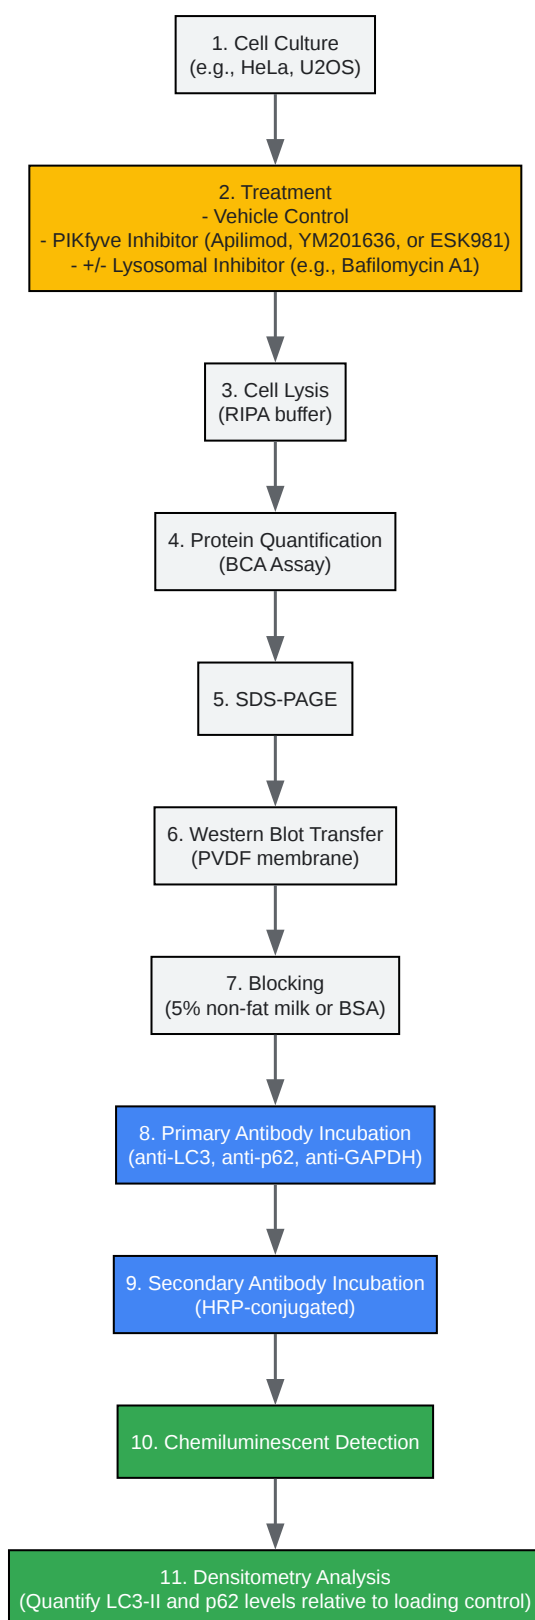 1. Cell Culture
(e.g., HeLa, U2OS)
2. Treatment
- Vehicle Control
- PIKfyve Inhibitor (Apilimod, YM201636, or ESK981)
- +/- Lysosomal Inhibitor (e.g., Bafilomycin A1)
3. Cell Lysis
(RIPA buffer)
4. Protein Quantification
(BCA Assay)
5. SDS-PAGE
6. Western Blot Transfer
(PVDF membrane)
7. Blocking
(5% non-fat milk or BSA)
8. Primary Antibody Incubation
(anti-LC3, anti-p62, anti-GAPDH)
9. Secondary Antibody Incubation
(HRP-conjugated)
10. Chemiluminescent Detection
11. Densitometry Analysis
(Quantify LC3-II and p62 levels relative to loading control)